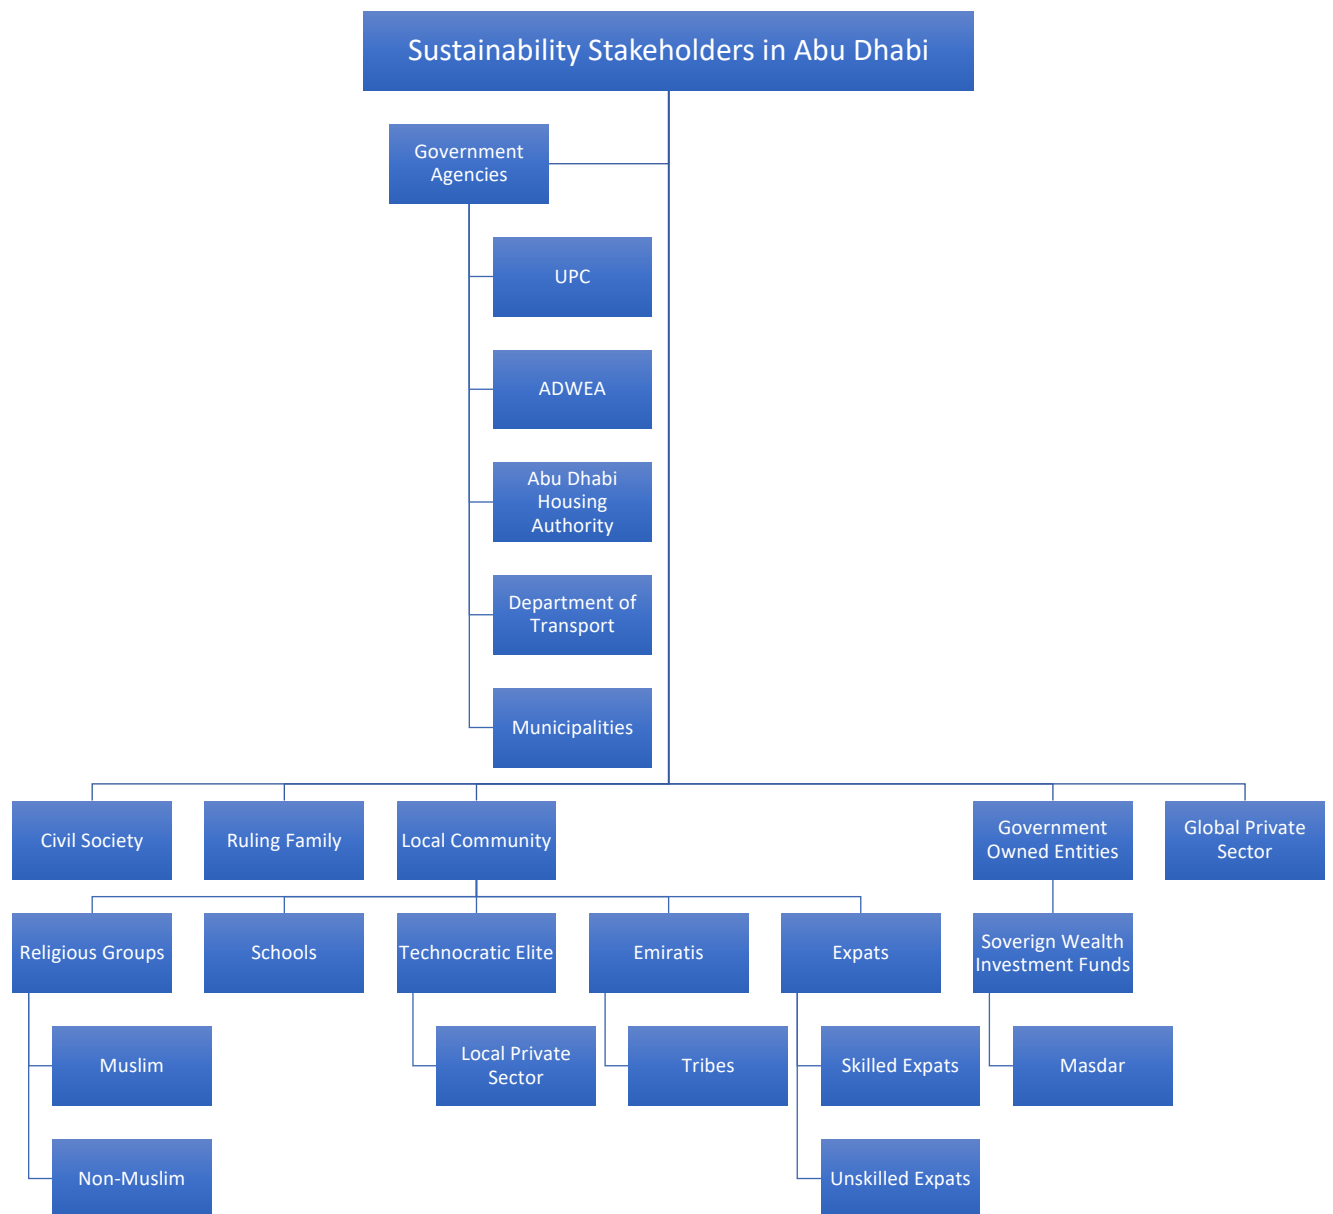 Sustainability Stakeholders in Abu Dhabi
Government
Agencies
UPC
ADWEA
Abu Dhabi
Housing
Authority
Department of
Transport
Municipalities
Civil Society
Ruling Family
Local Community
Government
Owned Entities
Global Private
Sector
Religious Groups
Schools
Technocratic Elite
Emiratis
Expats
Soverign Wealth
Investment Funds
Muslim
Local Private
Sector
Tribes
Skilled Expats
Masdar
Non-Muslim
Unskilled Expats